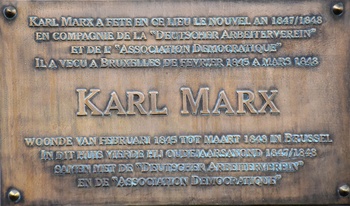 KARL MARX A FETE EN CE LIEU LE NOUVEL AN 1847/1848
EN COMPAGNIE DE LA "DEUTSCHER ARBEITERVEREIN"
ET DE L' "ASSOCIATION DEMOCRATIQUE"
IL A VECU A BRUXELLES DE FEVRIER 1845 A MARS 1848
KARL MARX
WOONDE VAN FEBRUARI 1845 TOT MAART 1848 IN BRUSSEL
IN DIT HUIS VIERDE HIJ OUDEJAARSAVOND 1847/1848
SAMEN MET DE "DEUTSCHER ARBEITERVEREIN"
EN DE "ASSOCIATION DEMOCRATIQUE"